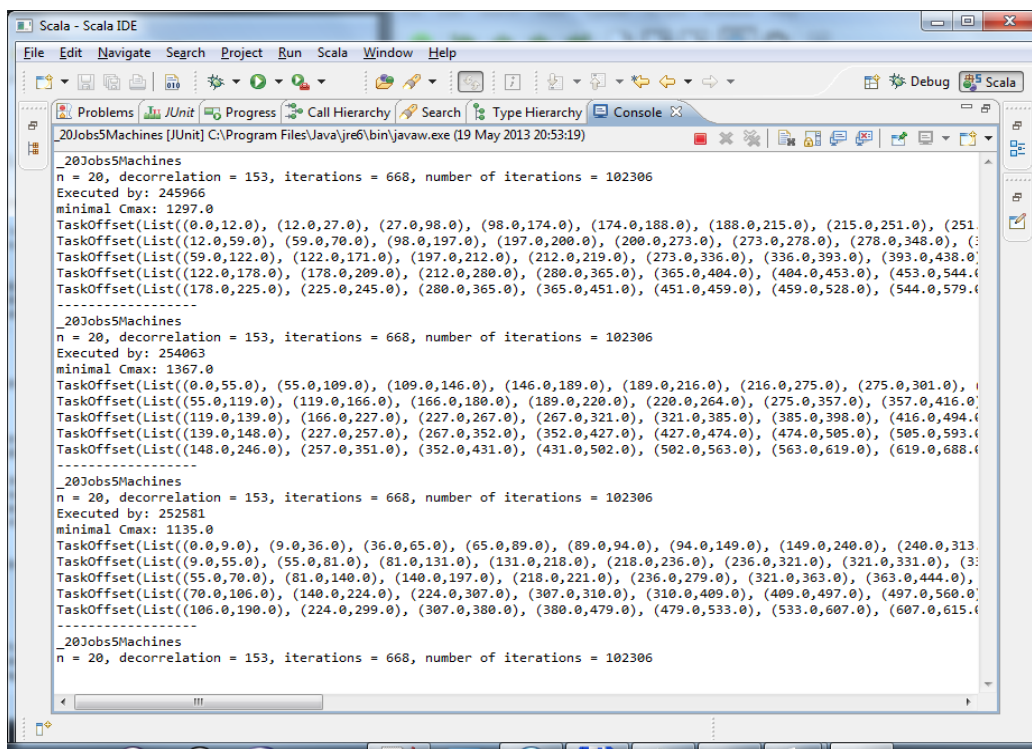 Scala - Scala IDE
File Edit Navigate Search Project Run Scala Window Help
Debug Scala
Problems JUnit Progress Call Hierarchy Search Type Hierarchy Console
_20Jobs5Machines [JUnit] C:\Program Files\Java\jre6\bin\javaw.exe (19 May 2013 20:53:19)
_20Jobs5Machines
n = 20, decorrelation = 153, iterations = 668, number of iterations = 102306
Executed by: 245966
minimal Cmax: 1297.0
TaskOffset(List((0.0,12.0), (12.0,27.0), (27.0,98.0), (98.0,174.0), (174.0,188.0), (188.0,215.0), (215.0,251.0), (251.
TaskOffset(List((12.0,59.0), (59.0,70.0), (98.0,197.0), (197.0,200.0), (200.0,273.0), (273.0,278.0), (278.0,348.0), (3
TaskOffset(List((59.0,122.0), (122.0,171.0), (197.0,212.0), (212.0,219.0), (273.0,336.0), (336.0,393.0), (393.0,438.0)
TaskOffset(List((122.0,178.0), (178.0,209.0), (212.0,280.0), (280.0,365.0), (365.0,404.0), (404.0,453.0), (453.0,544.0
TaskOffset(List((178.0,225.0), (225.0,245.0), (280.0,365.0), (365.0,451.0), (451.0,459.0), (459.0,528.0), (544.0,579.0
------------------
_20Jobs5Machines
n = 20, decorrelation = 153, iterations = 668, number of iterations = 102306
Executed by: 254063
minimal Cmax: 1367.0
TaskOffset(List((0.0,55.0), (55.0,109.0), (109.0,146.0), (146.0,189.0), (189.0,216.0), (216.0,275.0), (275.0,301.0), (
TaskOffset(List((55.0,119.0), (119.0,166.0), (166.0,180.0), (189.0,220.0), (220.0,264.0), (275.0,357.0), (357.0,416.0)
TaskOffset(List((119.0,139.0), (166.0,227.0), (227.0,267.0), (267.0,321.0), (321.0,385.0), (385.0,398.0), (416.0,494.0
TaskOffset(List((139.0,148.0), (227.0,257.0), (267.0,352.0), (352.0,427.0), (427.0,474.0), (474.0,505.0), (505.0,593.0
TaskOffset(List((148.0,246.0), (257.0,351.0), (352.0,431.0), (431.0,502.0), (502.0,563.0), (563.0,619.0), (619.0,688.0
------------------
_20Jobs5Machines
n = 20, decorrelation = 153, iterations = 668, number of iterations = 102306
Executed by: 252581
minimal Cmax: 1135.0
TaskOffset(List((0.0,9.0), (9.0,36.0), (36.0,65.0), (65.0,89.0), (89.0,94.0), (94.0,149.0), (149.0,240.0), (240.0,313.
TaskOffset(List((9.0,55.0), (55.0,81.0), (81.0,131.0), (131.0,218.0), (218.0,236.0), (236.0,321.0), (321.0,331.0), (33
TaskOffset(List((55.0,70.0), (81.0,140.0), (140.0,197.0), (218.0,221.0), (236.0,279.0), (321.0,363.0), (363.0,444.0),
TaskOffset(List((70.0,106.0), (140.0,224.0), (224.0,307.0), (307.0,310.0), (310.0,409.0), (409.0,497.0), (497.0,560.0)
TaskOffset(List((106.0,190.0), (224.0,299.0), (307.0,380.0), (380.0,479.0), (479.0,533.0), (533.0,607.0), (607.0,615.0
------------------
_20Jobs5Machines
n = 20, decorrelation = 153, iterations = 668, number of iterations = 102306